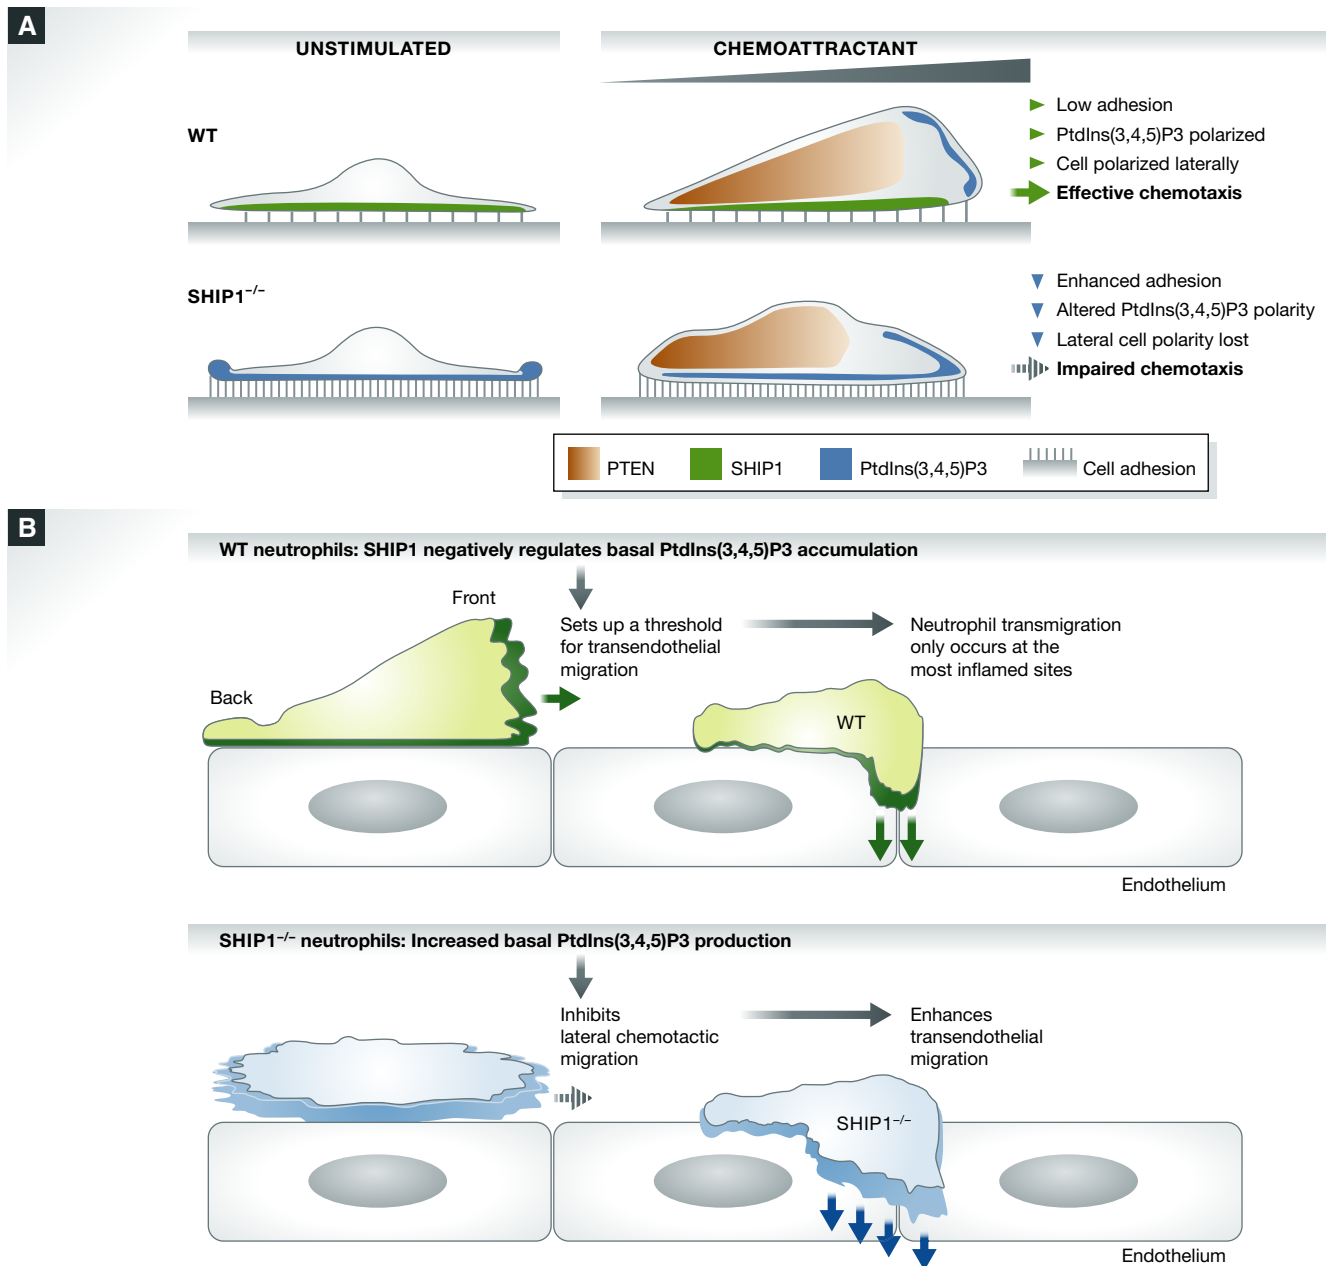 A
UNSTIMULATED
CHEMOATTRACTANT
WT
Low adhesion
PtdIns(3,4,5)P3 polarized
Cell polarized laterally
Effective chemotaxis
SHIP1–/–
Enhanced adhesion
Altered PtdIns(3,4,5)P3 polarity
Lateral cell polarity lost
Impaired chemotaxis
PTEN
SHIP1
PtdIns(3,4,5)P3
Cell adhesion
B
WT neutrophils: SHIP1 negatively regulates basal PtdIns(3,4,5)P3 accumulation
Front
Back
Sets up a threshold
for transendothelial
migration
Neutrophil transmigration
only occurs at the
most inflamed sites
WT
Endothelium
SHIP1–/– neutrophils: Increased basal PtdIns(3,4,5)P3 production
Inhibits
lateral chemotactic
migration
Enhances
transendothelial
migration
SHIP1–/–
Endothelium